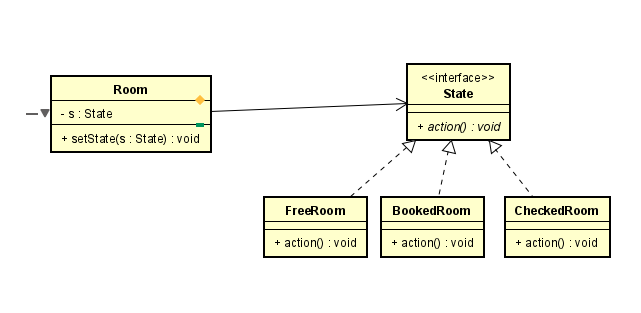 Room
- s : State
+ setState(s : State) : void
<<interface>>
State
+ action() : void
FreeRoom
+ action() : void
BookedRoom
+ action() : void
CheckedRoom
+ action() : void